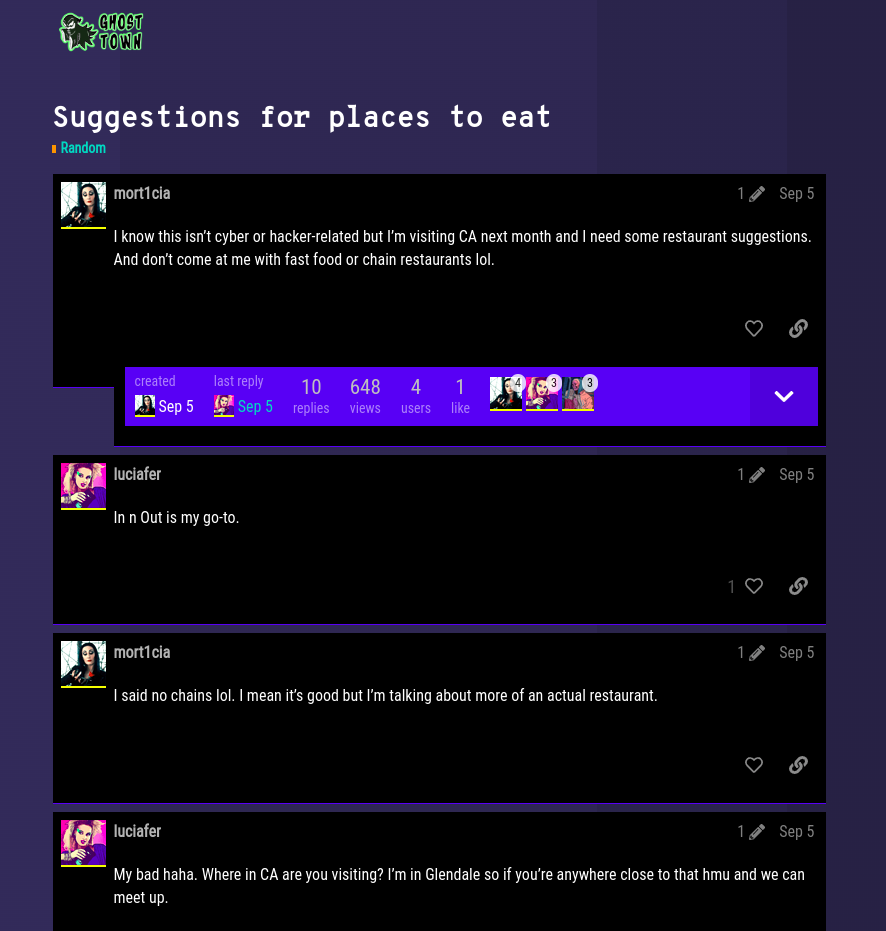 GHOST
TOWN
Suggestions for places to eat
Random
mort1cia 1 Sep 5
I know this isn’t cyber or hacker-related but I’m visiting CA next month and I need some restaurant suggestions.
And don’t come at me with fast food or chain restaurants lol.
created last reply 10 648 4 1 4 3 3
Sep 5 Sep 5 replies views users like
luciafer 1 Sep 5
In n Out is my go-to.
1
mort1cia 1 Sep 5
I said no chains lol. I mean it’s good but I’m talking about more of an actual restaurant.
luciafer 1 Sep 5
My bad haha. Where in CA are you visiting? I’m in Glendale so if you’re anywhere close to that hmu and we can
meet up.